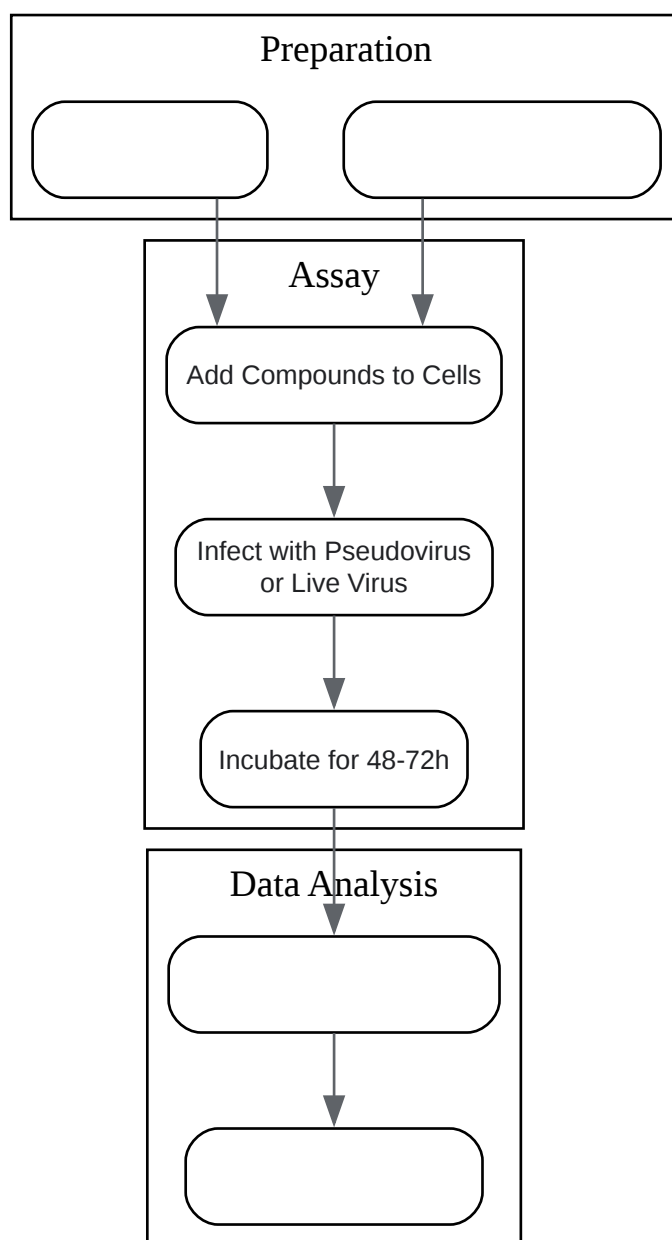 Preparation
Assay
Add Compounds to Cells
Infect with Pseudovirus
or Live Virus
Incubate for 48-72h
Data Analysis